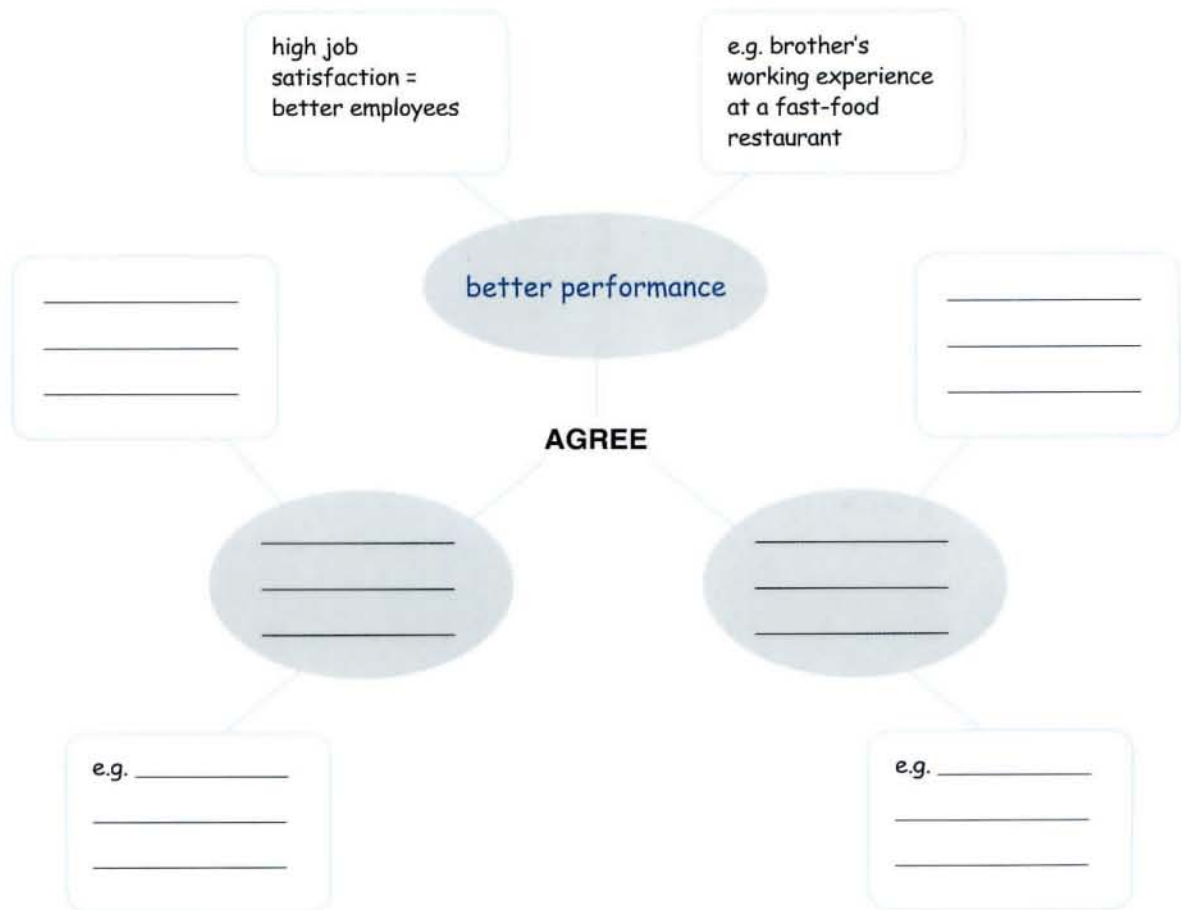 high job
satisfaction =
better employees
e.g. brother's
working experience
at a fast-food
restaurant
better performance
AGREE
e.g.
e.g.